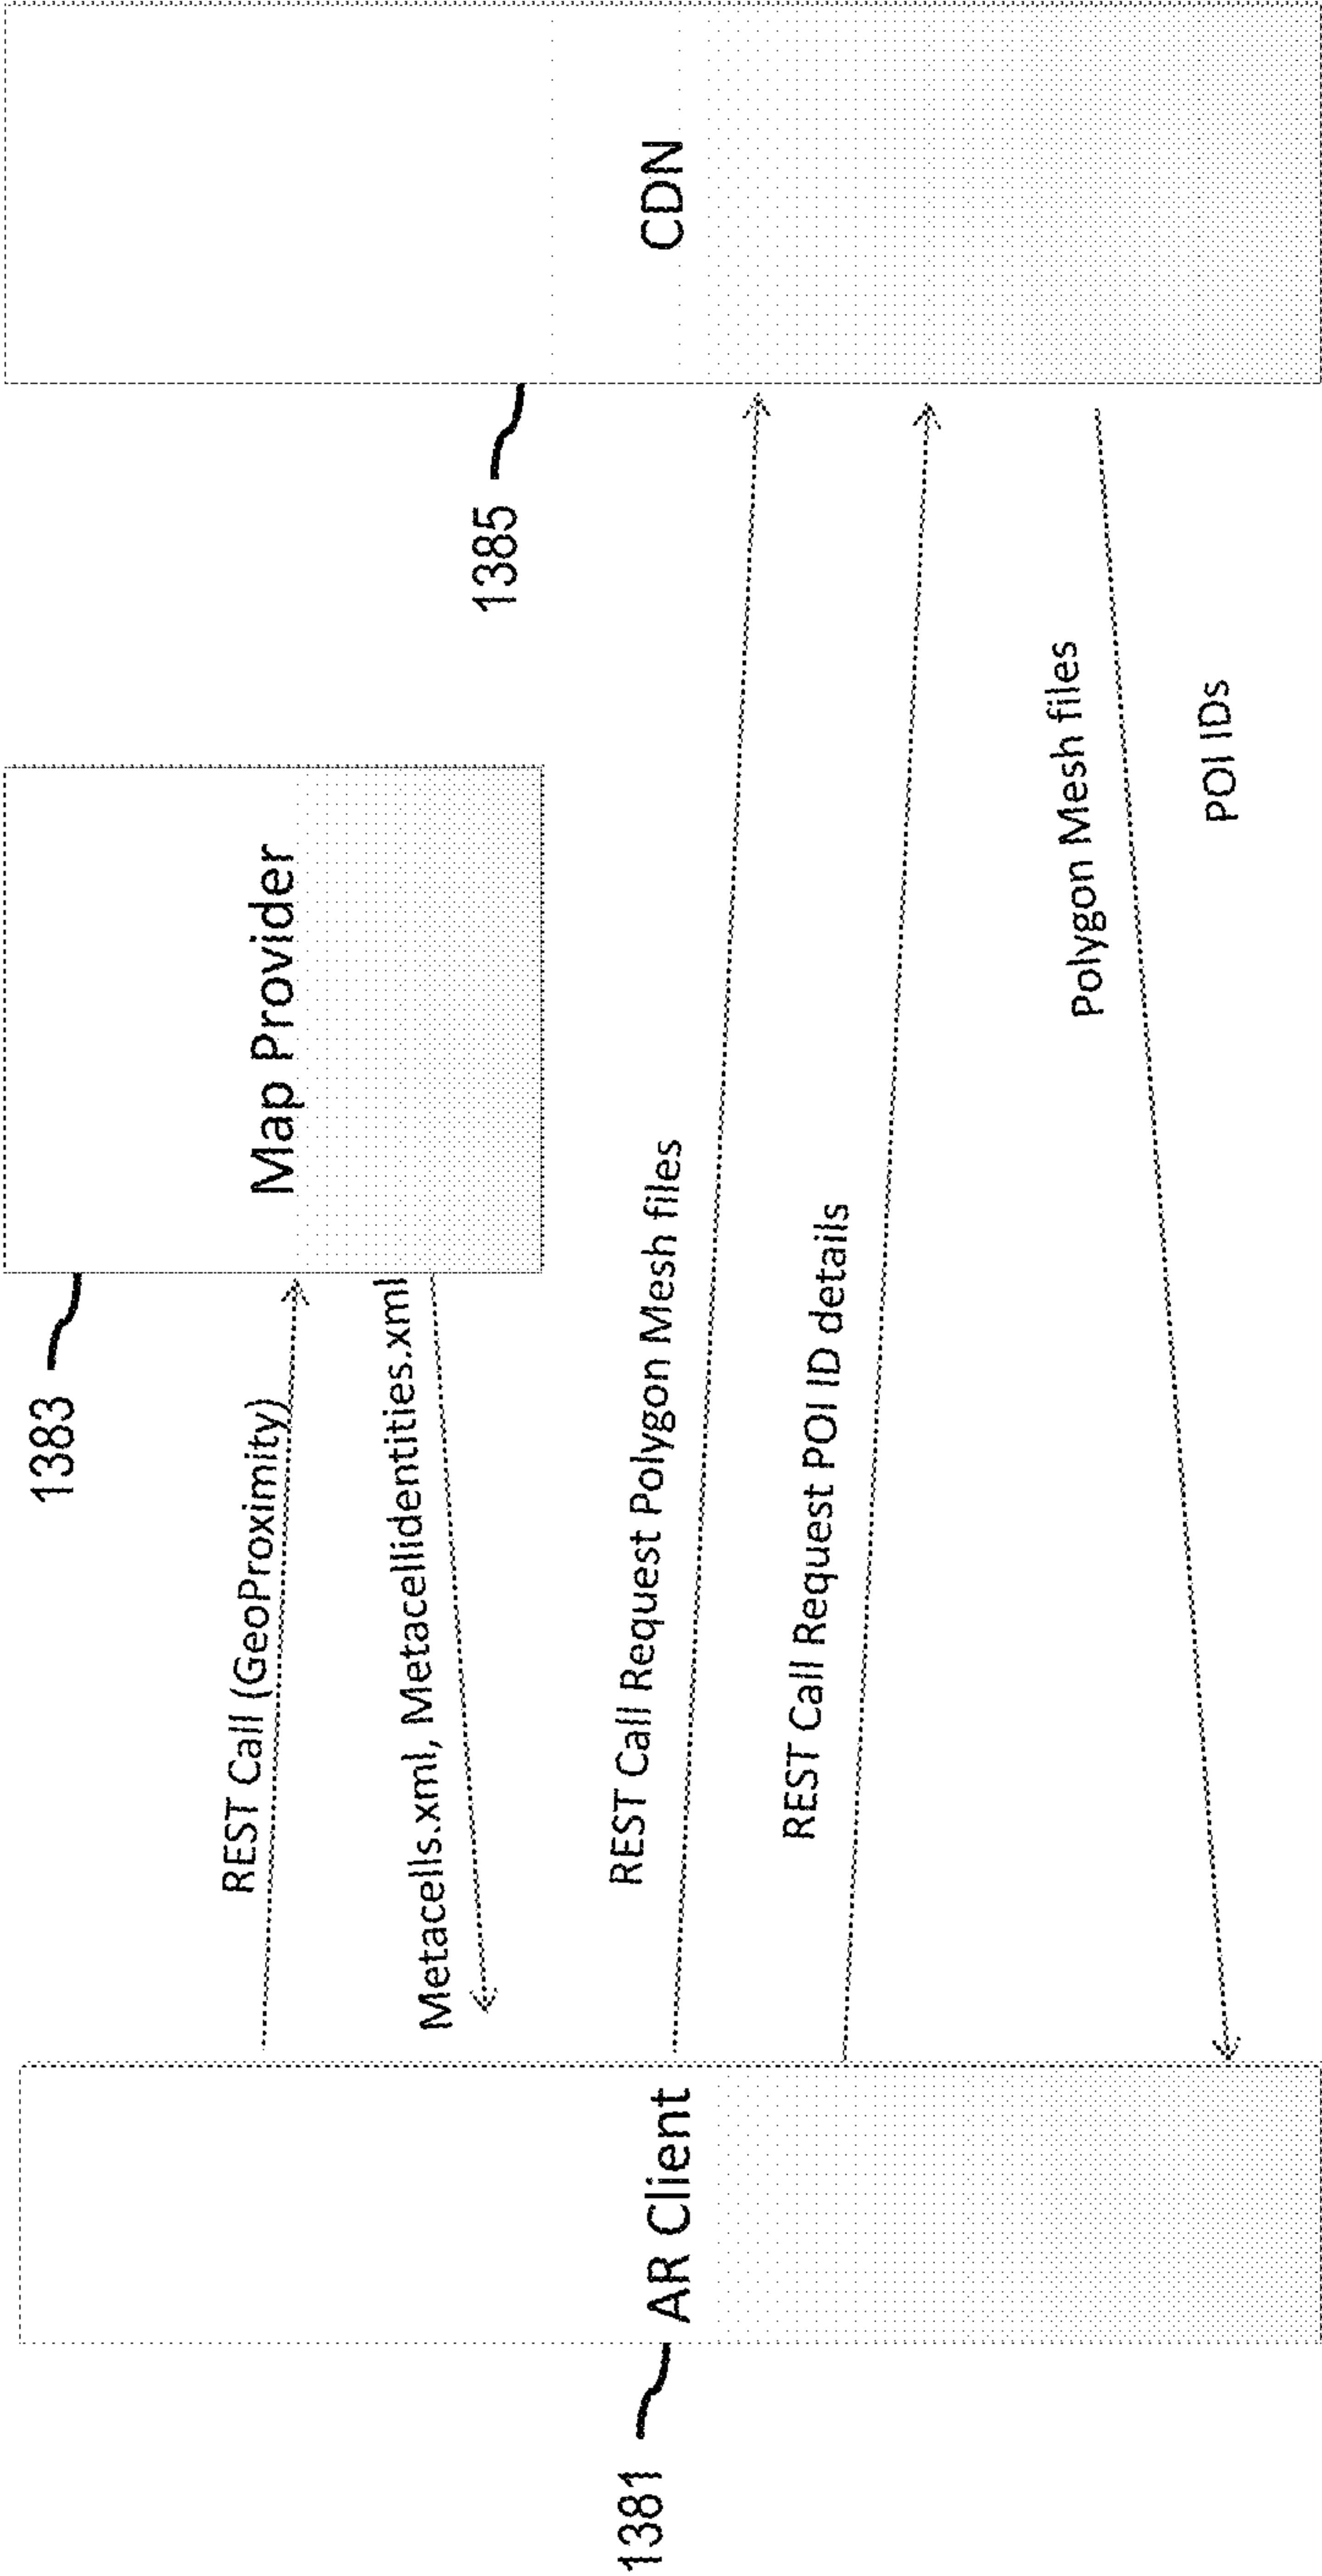 1383
Map Provider
REST Call (GeoProximity)
Metacells.xml, Metacellidentities.xml
1385
CDN
1381
AR Client
REST Call Request Polygon Mesh files
REST Call Request POI ID details
Polygon Mesh files
POI IDs